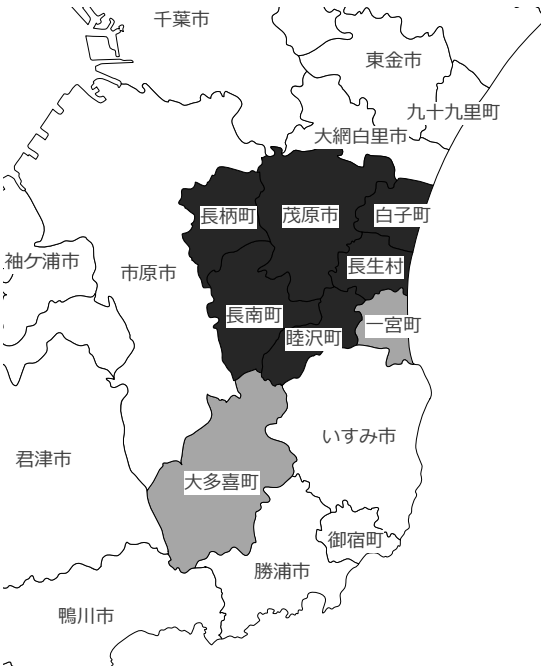 千葉市
東金市
九十九里町
大網白里市
長柄町
茂原市
白子町
袖ケ浦市
市原市
長生村
長南町
睦沢町
一宮町
いすみ市
君津市
大多喜町
御宿町
勝浦市
鴨川市